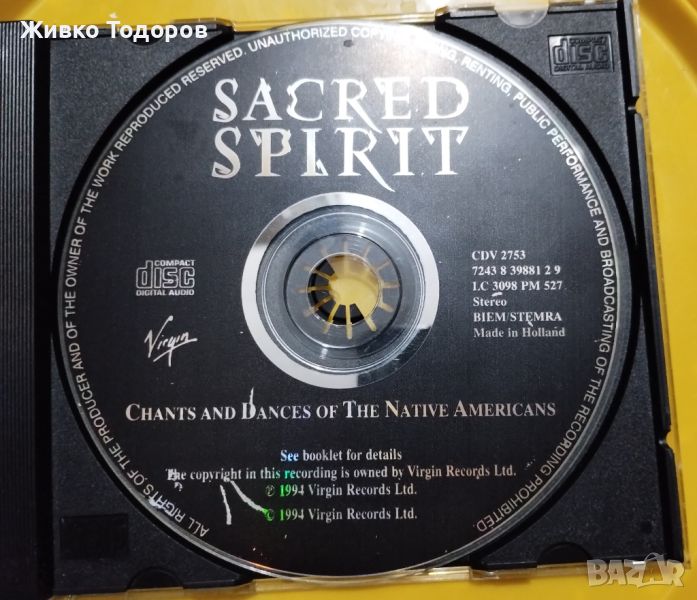 Живко Тодоров
ALL RIGHTS OF THE PRODUCER AND OF THE OWNER OF THE WORK REPRODUCED RESERVED. UNAUTHORIZED COPYING, RENTING, PUBLIC PERFORMANCE AND BROADCASTING OF THE RECORDING PROHIBITED
COMPACT
disc
DIGITAL AUDIO
SACRED
SPIRIT
COMPACT
disc
DIGITAL AUDIO
Virgin
CDV 2753
7243 8 39881 2 9
LC 3098 PM 527
Stereo
BIEM/STEMRA
Made in Holland
CHANTS AND DANCES OF THE NATIVE AMERICANS
See booklet for details
The copyright in this recording is owned by Virgin Records Ltd.
℗ 1994 Virgin Records Ltd.
© 1994 Virgin Records Ltd.
BAZAR